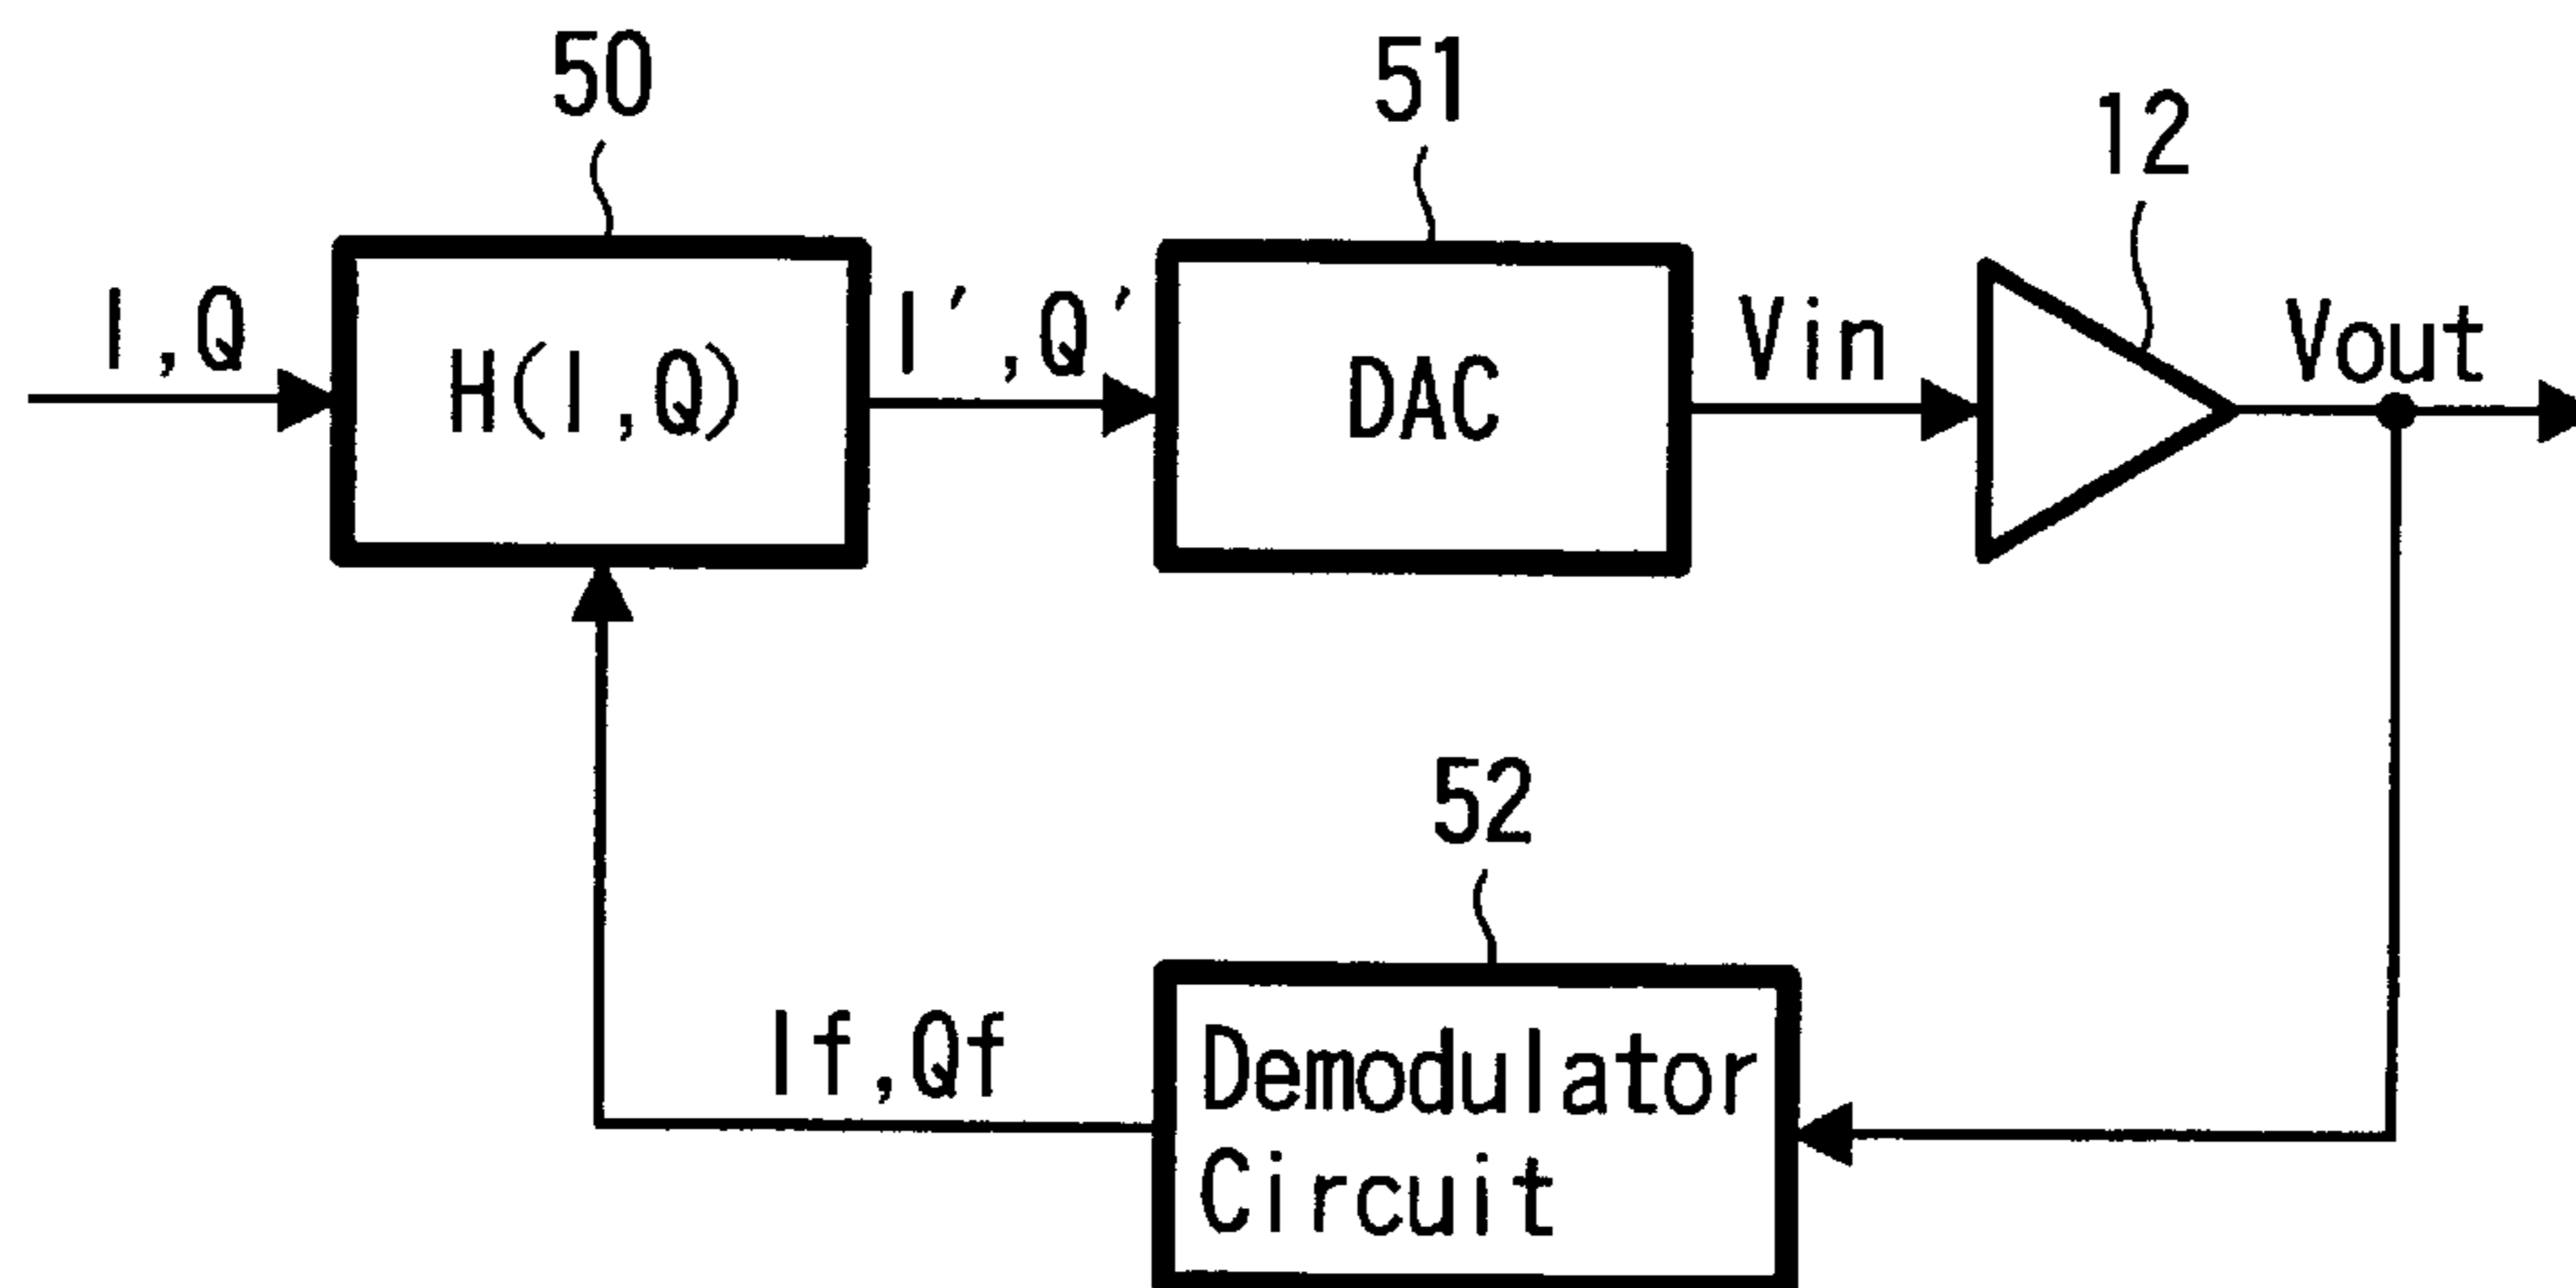 50
51
12
I,Q
H(I,Q)
I',Q'
DAC
Vin
Vout
52
If,Qf
Demodulator
Circuit